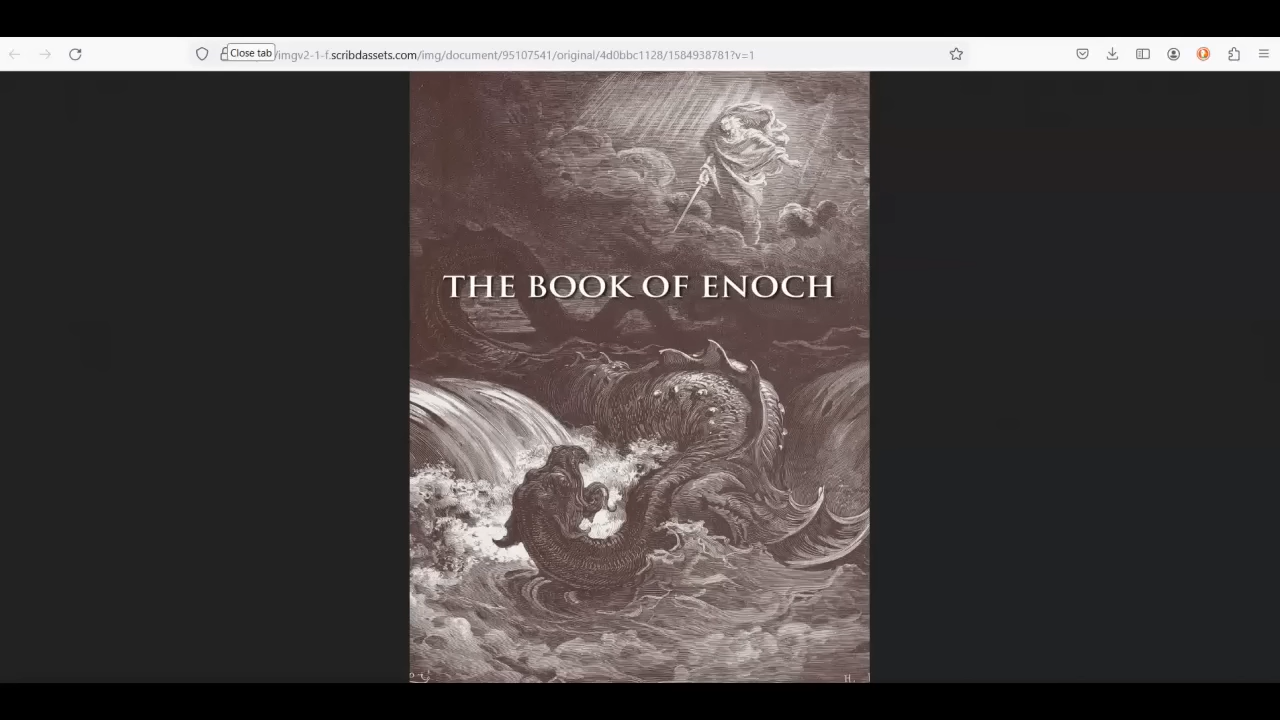 Close tab
/imgv2-1-f.scribdassets.com/img/document/95107541/original/4d0bbc1128/1584938781?v=1
THE BOOK OF ENOCH